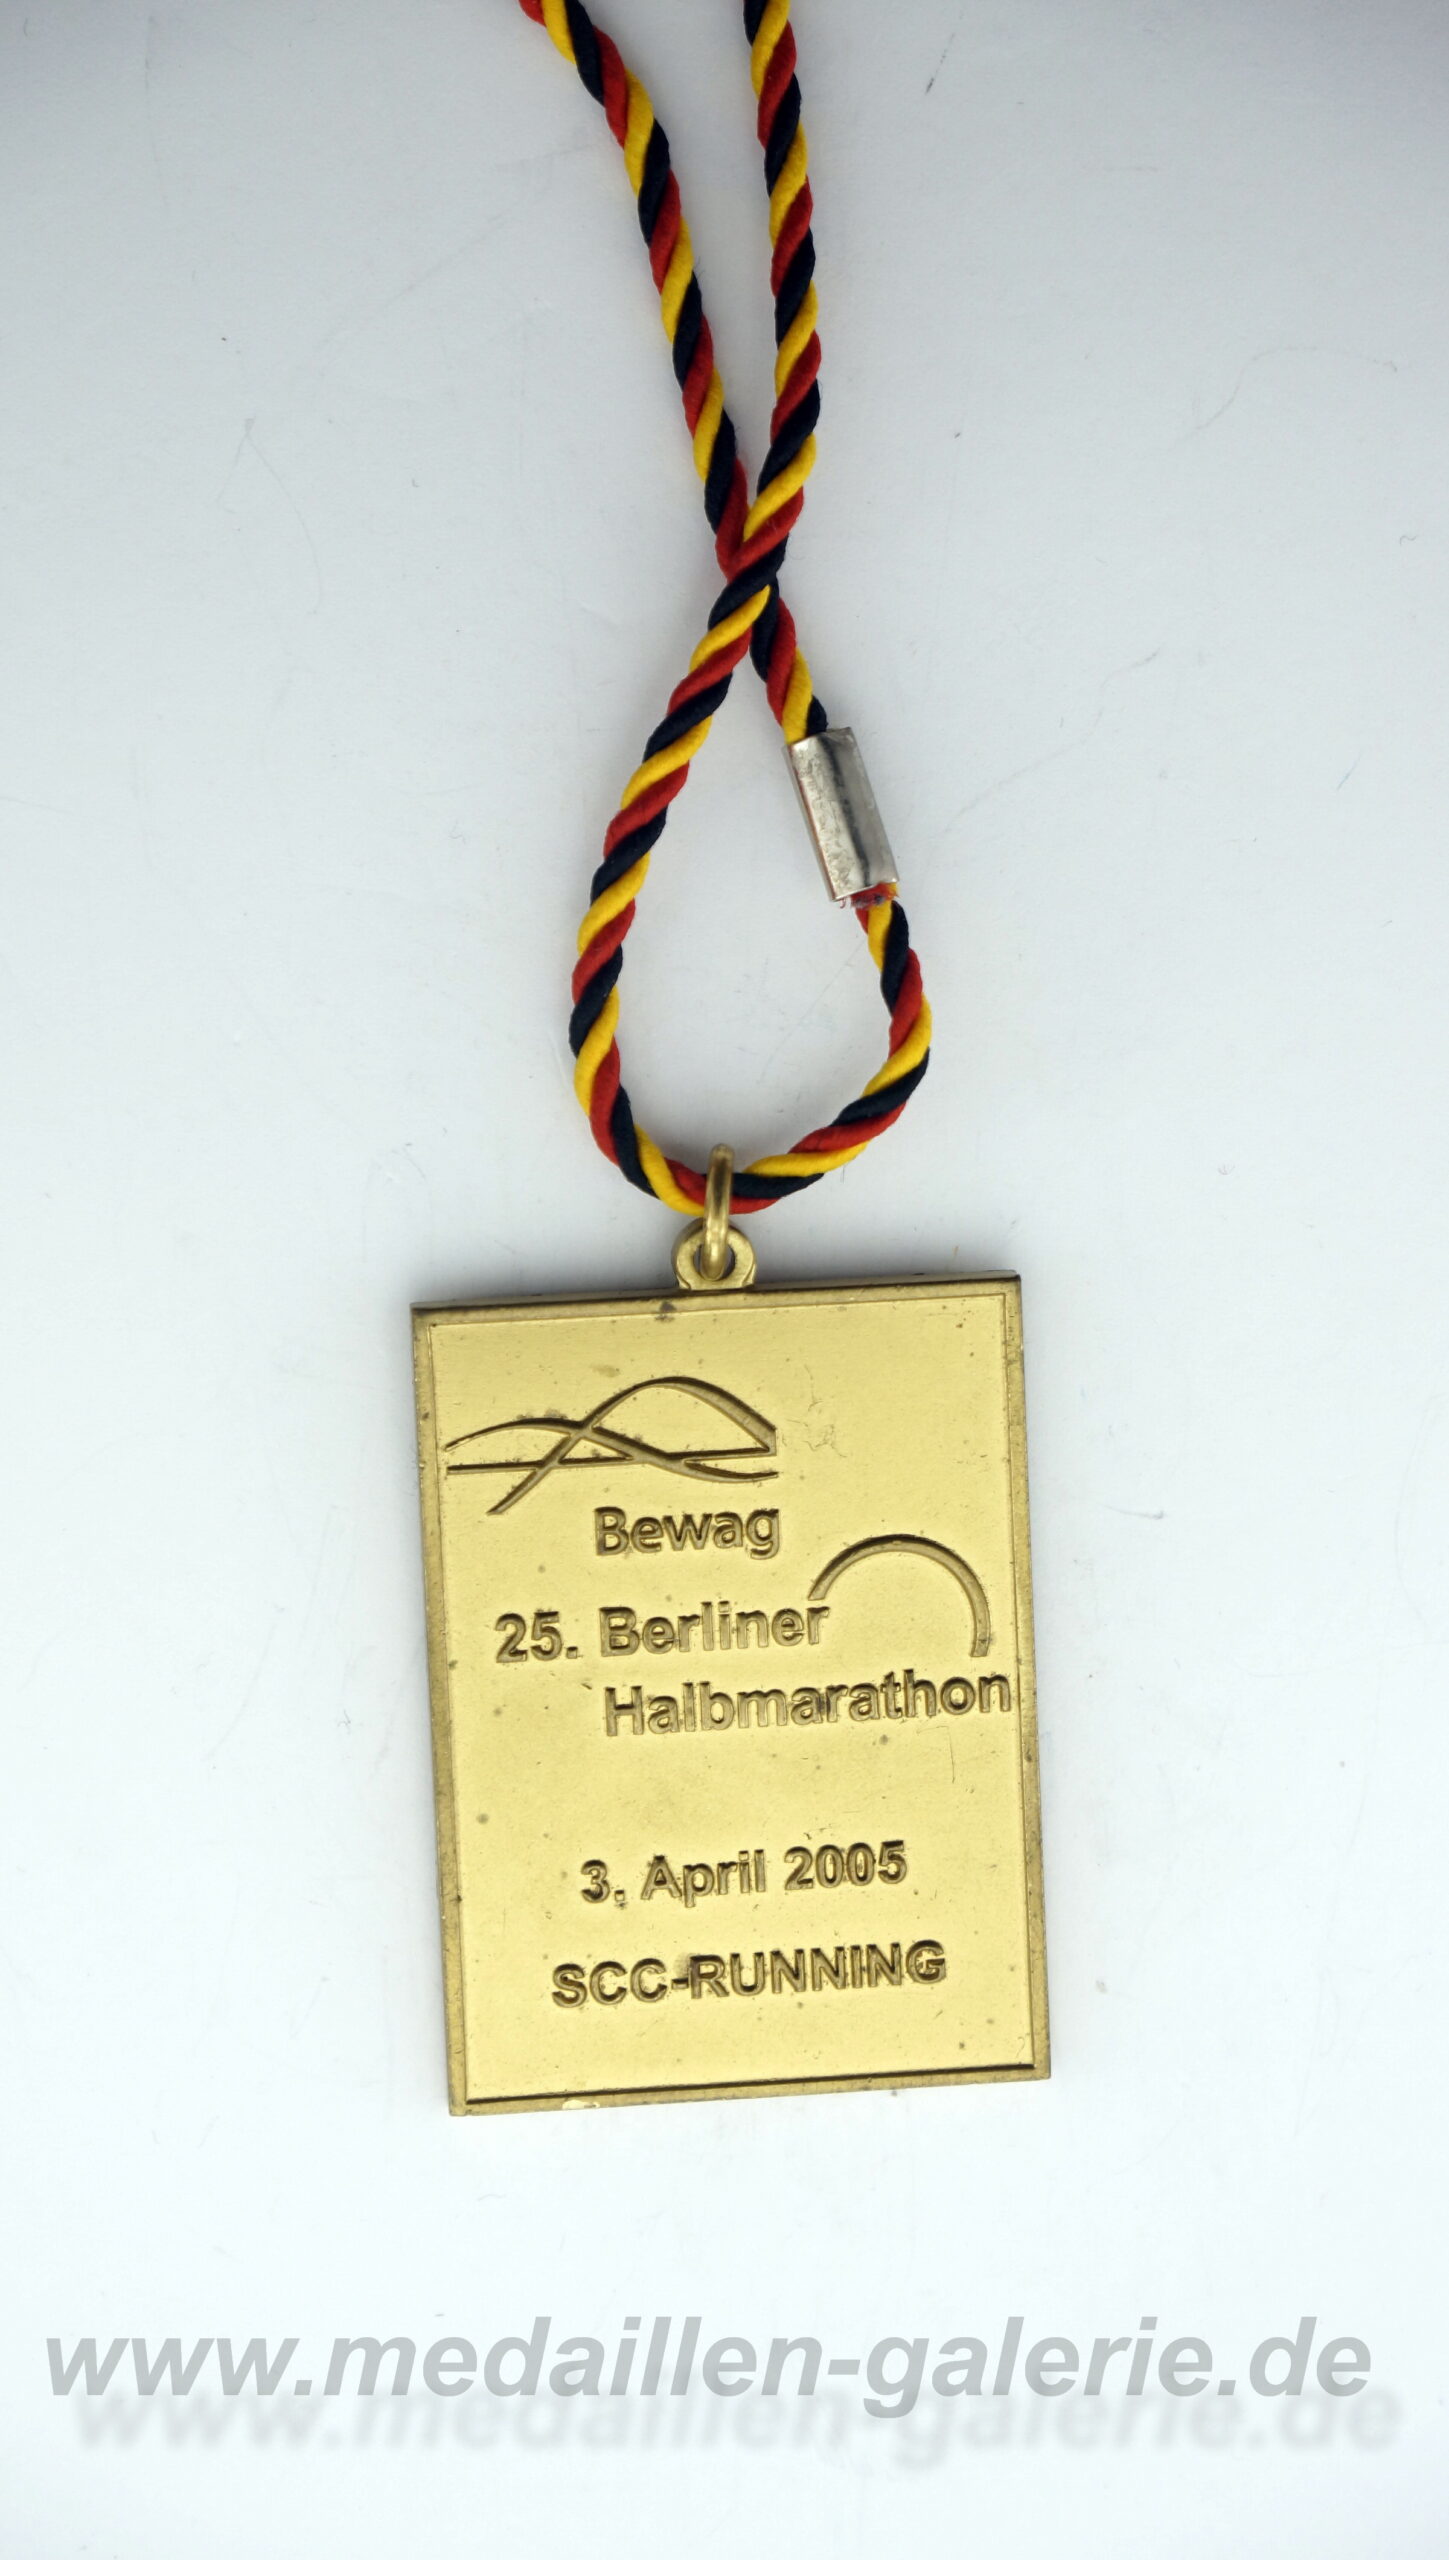 Bewag
25. Berliner
Halbmarathon
3. April 2005
SCC-RUNNING
www.medaillen-galerie.de